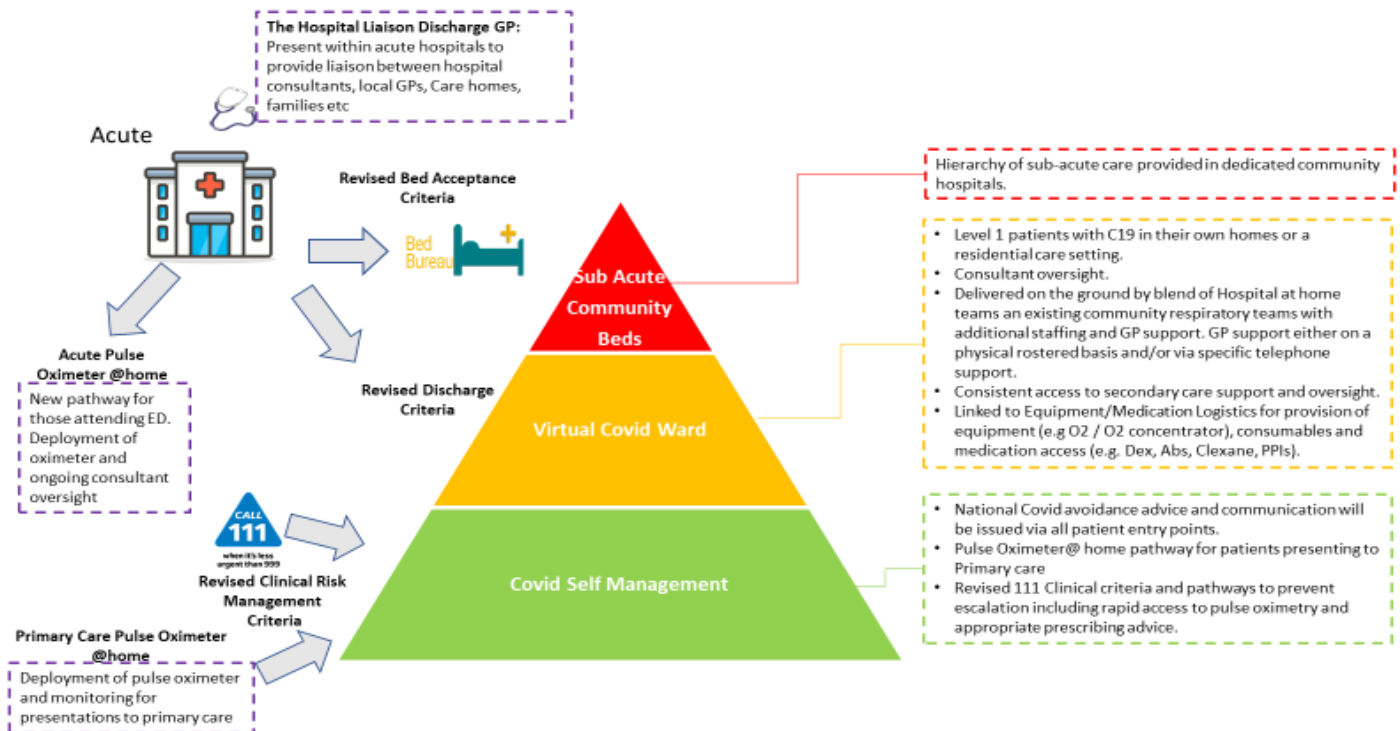 The Hospital Liaison Discharge GP:
Present within acute hospitals to
provide liaison between hospital
consultants, local GPs, Care homes,
families etc
Acute
Revised Bed Acceptance
Criteria
Bed
Bureau
Acute Pulse
Oximeter @home
New pathway for
those attending ED.
Deployment of
oximeter and
ongoing consultant
oversight
Revised Discharge
Criteria
CALL
111
when it's less
urgent than 999
Revised Clinical Risk
Management
Criteria
Primary Care Pulse Oximeter
@home
Deployment of pulse oximeter
and monitoring for
presentations to primary care
Sub Acute
Community
Beds
Virtual Covid Ward
Covid Self Management
Hierarchy of sub-acute care provided in dedicated community
hospitals.
• Level 1 patients with C19 in their own homes or a
residential care setting.
• Consultant oversight.
• Delivered on the ground by blend of Hospital at home
teams an existing community respiratory teams with
additional staffing and GP support. GP support either on a
physical rostered basis and/or via specific telephone
support.
• Consistent access to secondary care support and oversight.
• Linked to Equipment/Medication Logistics for provision of
equipment (e.g O2 / O2 concentrator), consumables and
medication access (e.g. Dex, Abs, Clexane, PPIs).
• National Covid avoidance advice and communication will
be issued via all patient entry points.
• Pulse Oximeter@ home pathway for patients presenting to
Primary care
• Revised 111 Clinical criteria and pathways to prevent
escalation including rapid access to pulse oximetry and
appropriate prescribing advice.